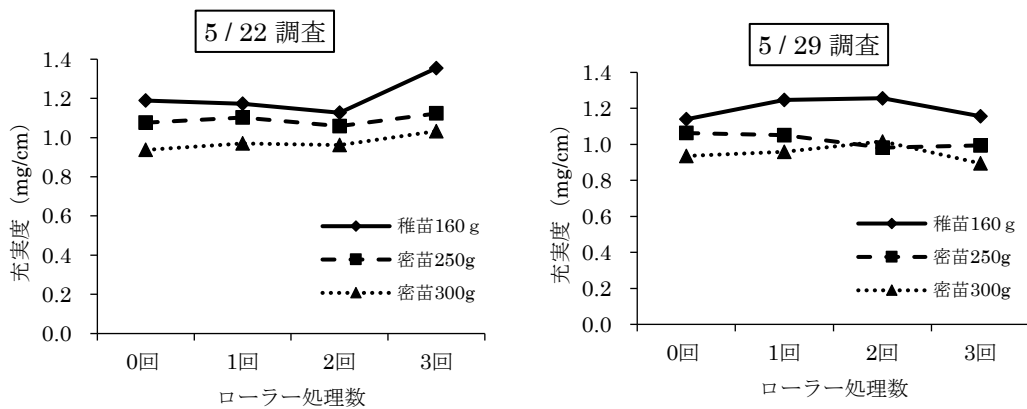 5 / 22 調査
1.4
1.2
1.0
0.8
0.6
0.4
0.2
0.0
充実度（mg/cm）
稚苗160ｇ
密苗250g
密苗300g
0回 1回 2回 3回
ローラー処理数
5 / 29 調査
1.4
1.2
1.0
0.8
0.6
0.4
0.2
0.0
充実度（mg/cm）
稚苗160ｇ
密苗250g
密苗300g
0回 1回 2回 3回
ローラー処理数